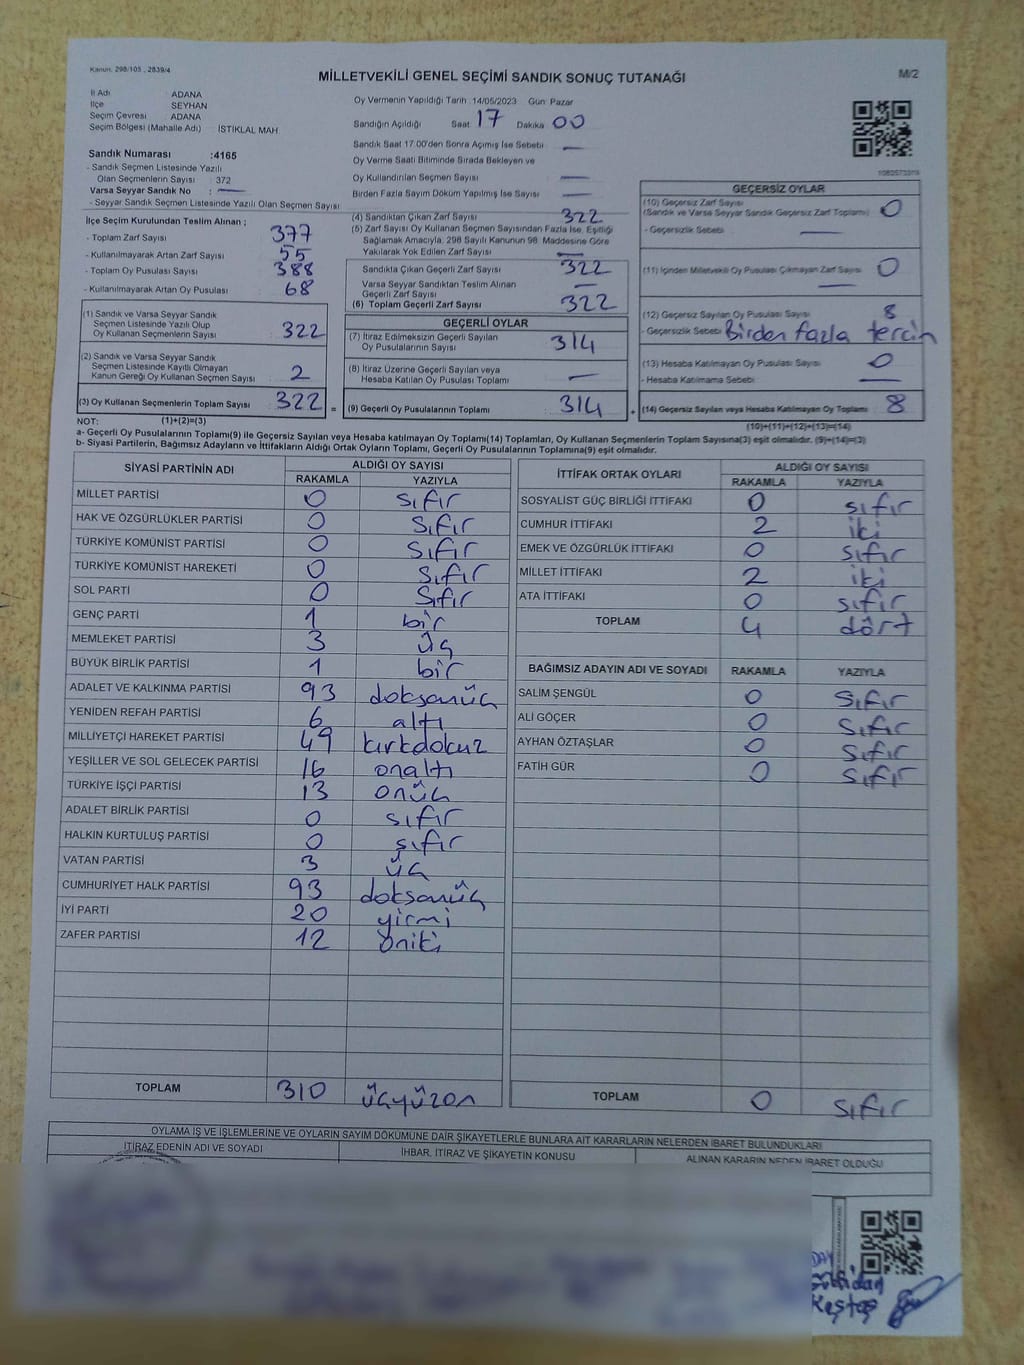 Kanun: 298/105 , 2839/4
MİLLETVEKİLİ GENEL SEÇİMİ SANDIK SONUÇ TUTANAĞI
M/2
İl Adı ADANA
İlçe SEYHAN
Seçim Çevresi ADANA
Seçim Bölgesi (Mahalle Adı) İSTİKLAL MAH.
Oy Vermenin Yapıldığı Tarih :14/05/2023 Gün: Pazar
Sandığın Açıldığı Saat: 17 Dakika 00
Sandık Saat 17.00'den Sonra Açımış İse Sebebi : —
Oy Verme Saati Bitiminde Sırada Bekleyen ve
Oy Kullandırılan Seçmen Sayısı : —
Birden Fazla Sayım Döküm Yapılmış İse Sayısı : —
Sandık Numarası :4165
- Sandık Seçmen Listesinde Yazılı
Olan Seçmenlerin Sayısı : 372
Varsa Seyyar Sandık No : —
- Seyyar Sandık Seçmen Listesinde Yazılı Olan Seçmen Sayısı :
İlçe Seçim Kurulundan Teslim Alınan ;
- Toplam Zarf Sayısı : 377
- Kullanılmayarak Artan Zarf Sayısı : 55
- Toplam Oy Pusulası Sayısı : 388
- Kullanılmayarak Artan Oy Pusulası : 68
(1) Sandık ve Varsa Seyyar Sandık
Seçmen Listesinde Yazılı Olup
Oy Kullanan Seçmenlerin Sayısı : 322
(2) Sandık ve Varsa Seyyar Sandık
Seçmen Listesinde Kayıtlı Olmayan
Kanun Gereği Oy Kullanan Seçmen Sayısı : 2
(3) Oy Kullanan Seçmenlerin Toplam Sayısı : 322 =
(4) Sandıktan Çıkan Zarf Sayısı : 322
(5) Zarf Sayısı Oy Kullanan Seçmen Sayısından Fazla İse, Eşitliği
Sağlamak Amacıyla; 298 Sayılı Kanunun 98. Maddesine Göre
Yakılarak Yok Edilen Zarf Sayısı : —
Sandıkta Çıkan Geçerli Zarf Sayısı : 322
Varsa Seyyar Sandıktan Teslim Alınan
Geçerli Zarf Sayısı : —
(6) Toplam Geçerli Zarf Sayısı : 322
GEÇERLİ OYLAR
(7) İtiraz Edilmeksizin Geçerli Sayılan
Oy Pusulalarının Sayısı : 314
(8) İtiraz Üzerine Geçerli Sayılan veya
Hesaba Katılan Oy Pusulası Toplamı : —
(9) Geçerli Oy Pusulalarının Toplamı : 314 +
GEÇERSİZ OYLAR
(10) Geçersiz Zarf Sayısı
(Sandık ve Varsa Seyyar Sandık Geçersiz Zarf Toplamı) : 0
- Geçersizlik Sebebi : —
(11) İçinden Milletvekili Oy Pusulası Çıkmayan Zarf Sayısı : 0
—
(12) Geçersiz Sayılan Oy Pusulası Sayısı : 8
- Geçersizlik Sebebi : Birden fazla tercih
(13) Hesaba Katılmayan Oy Pusulası Sayısı : 0
- Hesaba Katılmama Sebebi : —
(14) Geçersiz Sayılan veya Hesaba Katılmayan Oy Toplamı : 8
NOT: (1)+(2)=(3)
(10)+(11)+(12)+(13)=(14)
a- Geçerli Oy Pusulalarının Toplamı(9) ile Geçersiz Sayılan veya Hesaba katılmayan Oy Toplamı(14) Toplamları, Oy Kullanan Seçmenlerin Toplam Sayısına(3) eşit olmalıdır. (9)+(14)=(3)
b- Siyasi Partilerin, Bağımsız Adayların ve İttifakların Aldığı Ortak Oyların Toplamı, Geçerli Oy Pusulalarının Toplamına(9) eşit olmalıdır.
SİYASİ PARTİNİN ADI ALDIĞI OY SAYISI
RAKAMLA YAZIYLA
MİLLET PARTİSİ 0 sıfır
HAK VE ÖZGÜRLÜKLER PARTİSİ 0 sıfır
TÜRKİYE KOMÜNİST PARTİSİ 0 sıfır
TÜRKİYE KOMÜNİST HAREKETİ 0 sıfır
SOL PARTİ 0 sıfır
GENÇ PARTİ 1 bir
MEMLEKET PARTİSİ 3 üç
BÜYÜK BİRLİK PARTİSİ 1 bir
ADALET VE KALKINMA PARTİSİ 93 doksanüç
YENİDEN REFAH PARTİSİ 6 altı
MİLLİYETÇİ HAREKET PARTİSİ 49 kırkdokuz
YEŞİLLER VE SOL GELECEK PARTİSİ 16 onaltı
TÜRKİYE İŞÇİ PARTİSİ 13 onüç
ADALET BİRLİK PARTİSİ 0 sıfır
HALKIN KURTULUŞ PARTİSİ 0 sıfır
VATAN PARTİSİ 3 üç
CUMHURİYET HALK PARTİSİ 93 doksanüç
İYİ PARTİ 20 yirmi
ZAFER PARTİSİ 12 oniki
TOPLAM 310 üçyüzon
İTTİFAK ORTAK OYLARI ALDIĞI OY SAYISI
RAKAMLA YAZIYLA
SOSYALİST GÜÇ BİRLİĞİ İTTİFAKI 0 sıfır
CUMHUR İTTİFAKI 2 iki
EMEK VE ÖZGÜRLÜK İTTİFAKI 0 sıfır
MİLLET İTTİFAKI 2 iki
ATA İTTİFAKI 0 sıfır
TOPLAM 4 dört
BAĞIMSIZ ADAYIN ADI VE SOYADI RAKAMLA YAZIYLA
SALİM ŞENGÜL 0 sıfır
ALİ GÖÇER 0 sıfır
AYHAN ÖZTAŞLAR 0 sıfır
FATİH GÜR 0 sıfır
TOPLAM 0 sıfır
OYLAMA İŞ VE İŞLEMLERİNE VE OYLARIN SAYIM DÖKÜMÜNE DAİR ŞİKAYETLERLE BUNLARA AİT KARARLARIN NELERDEN İBARET BULUNDUKLARI
İTİRAZ EDENİN ADI VE SOYADI İHBAR, İTİRAZ VE ŞİKAYETİN KONUSU ALINAN KARARIN NEDEN İBARET OLDUĞU